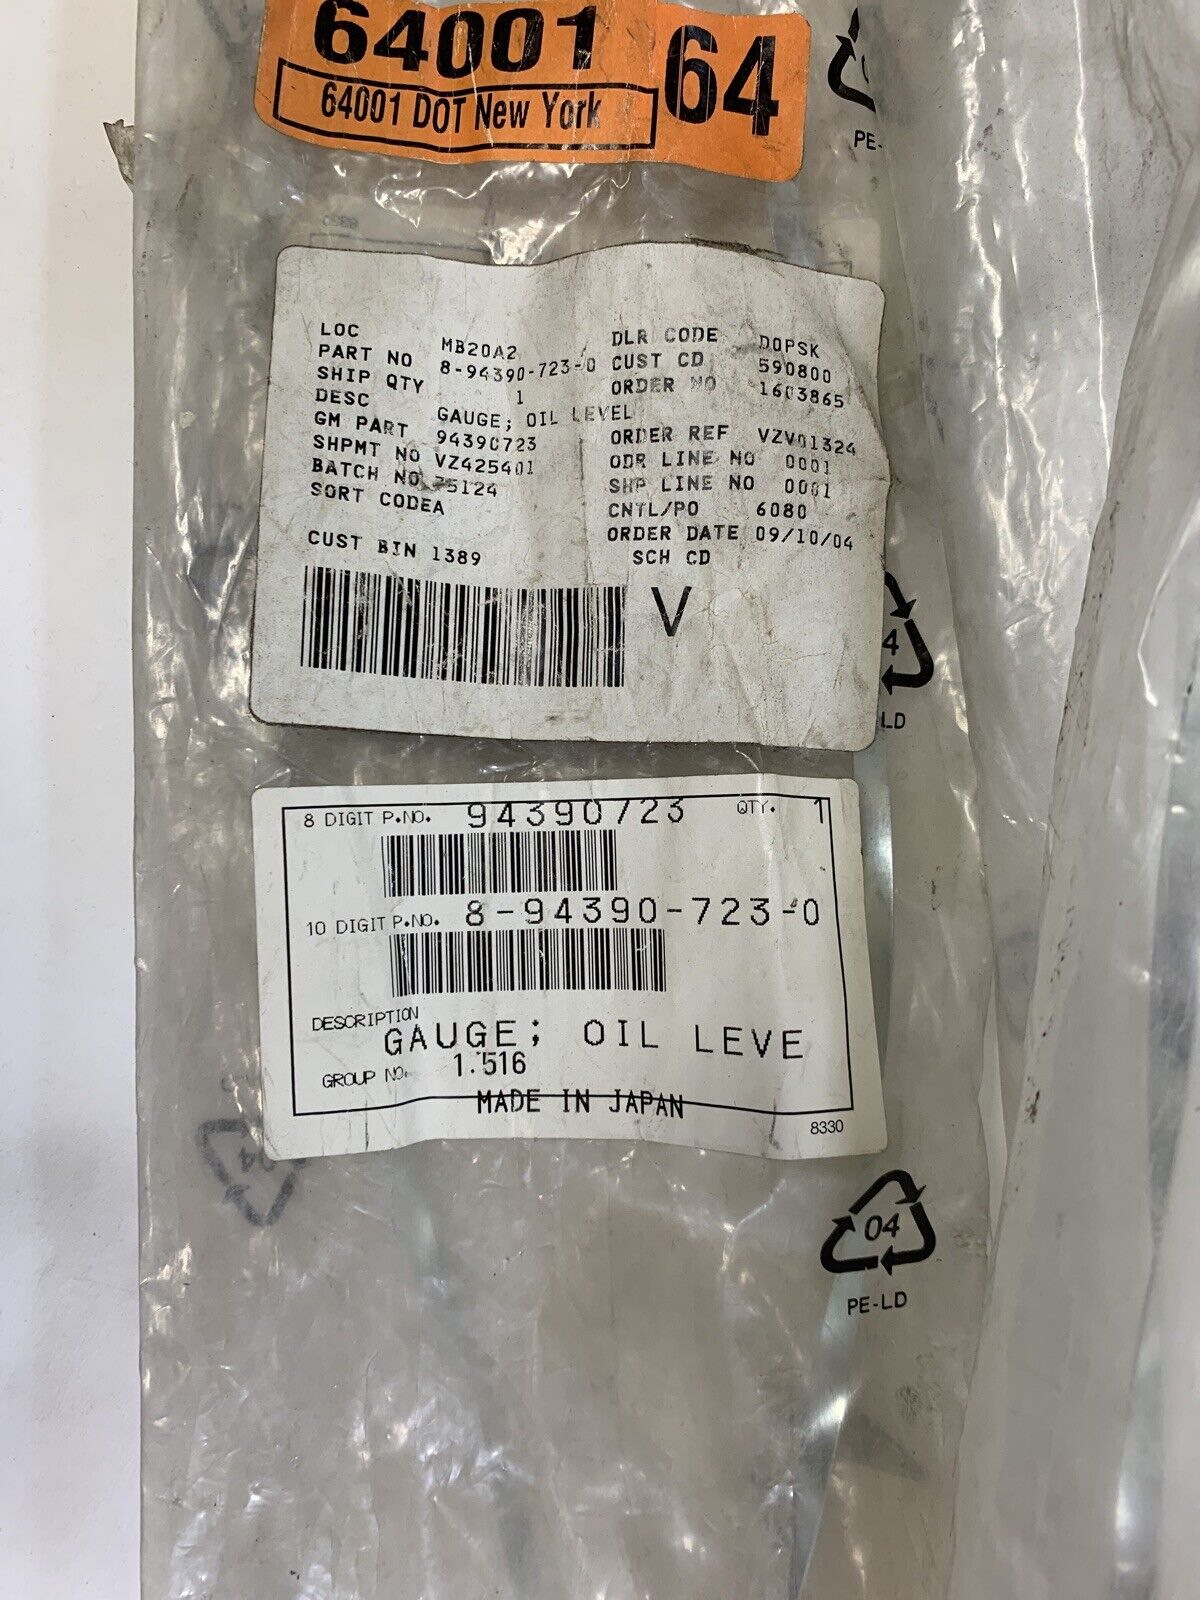 64001
64
64001 DOT New York
PE-
LOC MB20A2 DLR CODE DOPSK
PART NO 8-94390-723-0 CUST CD 590800
SHIP QTY 1 ORDER NO 1603865
DESC GAUGE; OIL LEVEL
GM PART 94390723 ORDER REF VZV01324
SHPMT NO VZ425401 ODR LINE NO 0001
BATCH NO 5124 SHP LINE NO 0001
SORT CODEA CNTL/PO 6080
ORDER DATE 09/10/04
CUST BIN 1389 SCH CD
V
4
-LD
8 DIGIT P.NO. 94390723 QTY. 1
10 DIGIT P.NO. 8-94390-723-0
DESCRIPTION
GAUGE; OIL LEVE
GROUP NO. 1.516
MADE IN JAPAN
8330
04
04
PE-LD